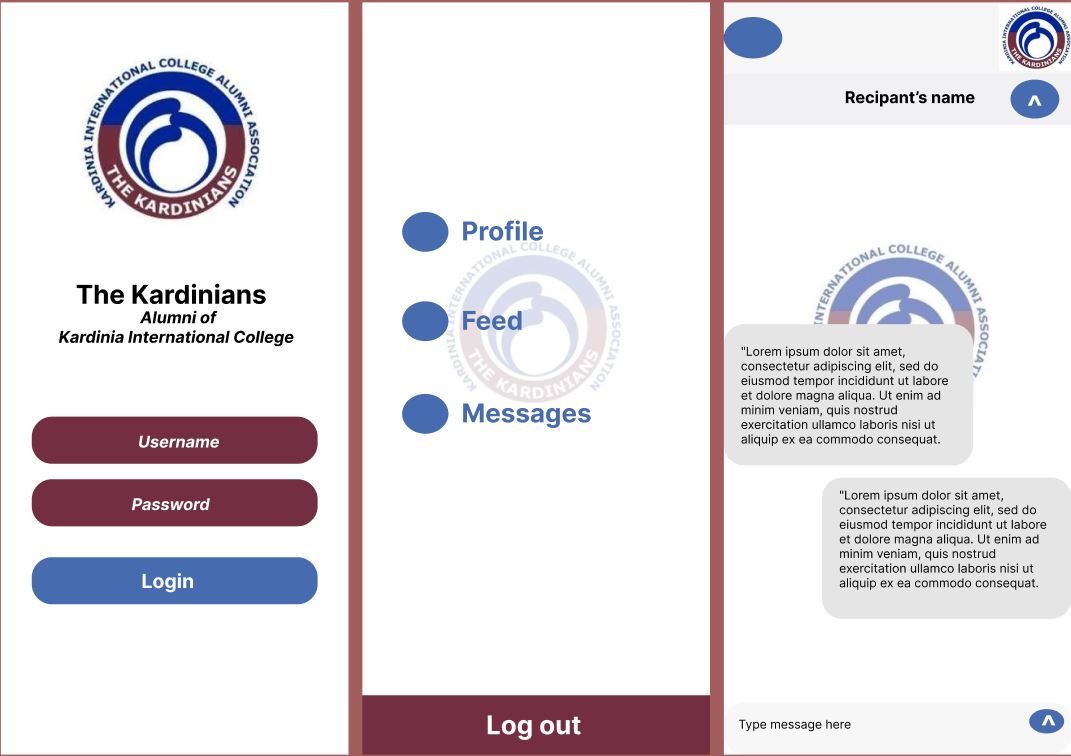 KARDINIA INTERNATIONAL COLLEGE ALUMNI ASSOCIATION
THE KARDINIANS
The Kardinians
Alumni of
Kardinia International College
Username
Password
Login
KARDINIA INTERNATIONAL COLLEGE ALUMNI ASSOCIATION
THE KARDINIANS
Profile
Feed
Messages
Log out
KARDINIA INTERNATIONAL COLLEGE ALUMNI ASSOCIATION
THE KARDINIANS
Recipant's name
^
INTERNATIONAL COLLEGE ALUMNI ASSOCIATION
"Lorem ipsum dolor sit amet,
consectetur adipiscing elit, sed do
eiusmod tempor incididunt ut labore
et dolore magna aliqua. Ut enim ad
minim veniam, quis nostrud
exercitation ullamco laboris nisi ut
aliquip ex ea commodo consequat.
"Lorem ipsum dolor sit amet,
consectetur adipiscing elit, sed do
eiusmod tempor incididunt ut labore
et dolore magna aliqua. Ut enim ad
minim veniam, quis nostrud
exercitation ullamco laboris nisi ut
aliquip ex ea commodo consequat.
Type message here
^